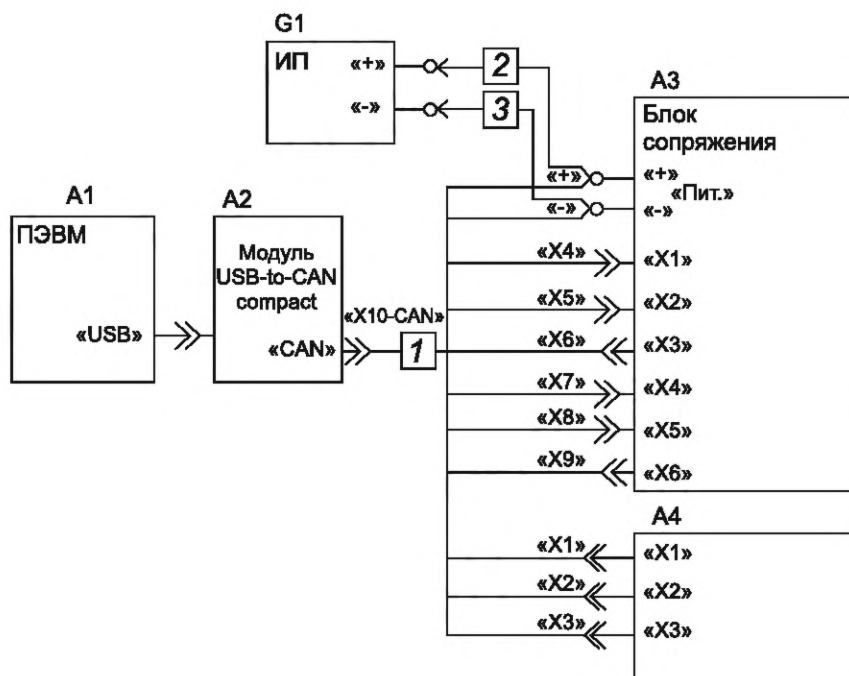 G1
ИП
«+»
2
«-»
3
A3
Блок
сопряжения
«+»
«+»
«Пит.»
«-»
«-»
A1
ПЭВМ
«USB»
A2
Модуль
USB-to-CAN
compact
«CAN»
«X10-CAN»
1
«X4»
«X1»
«X5»
«X2»
«X6»
«X3»
«X7»
«X4»
«X8»
«X5»
«X9»
«X6»
A4
«X1»
«X1»
«X2»
«X2»
«X3»
«X3»